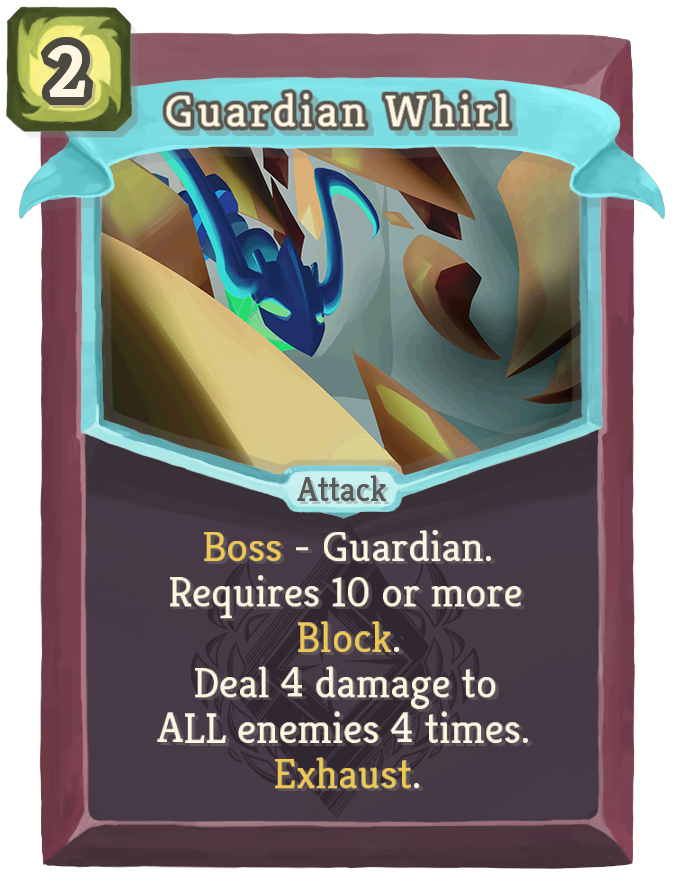 2
Guardian Whirl
Attack
Boss - Guardian.
Requires 10 or more
Block.
Deal 4 damage to
ALL enemies 4 times.
Exhaust.